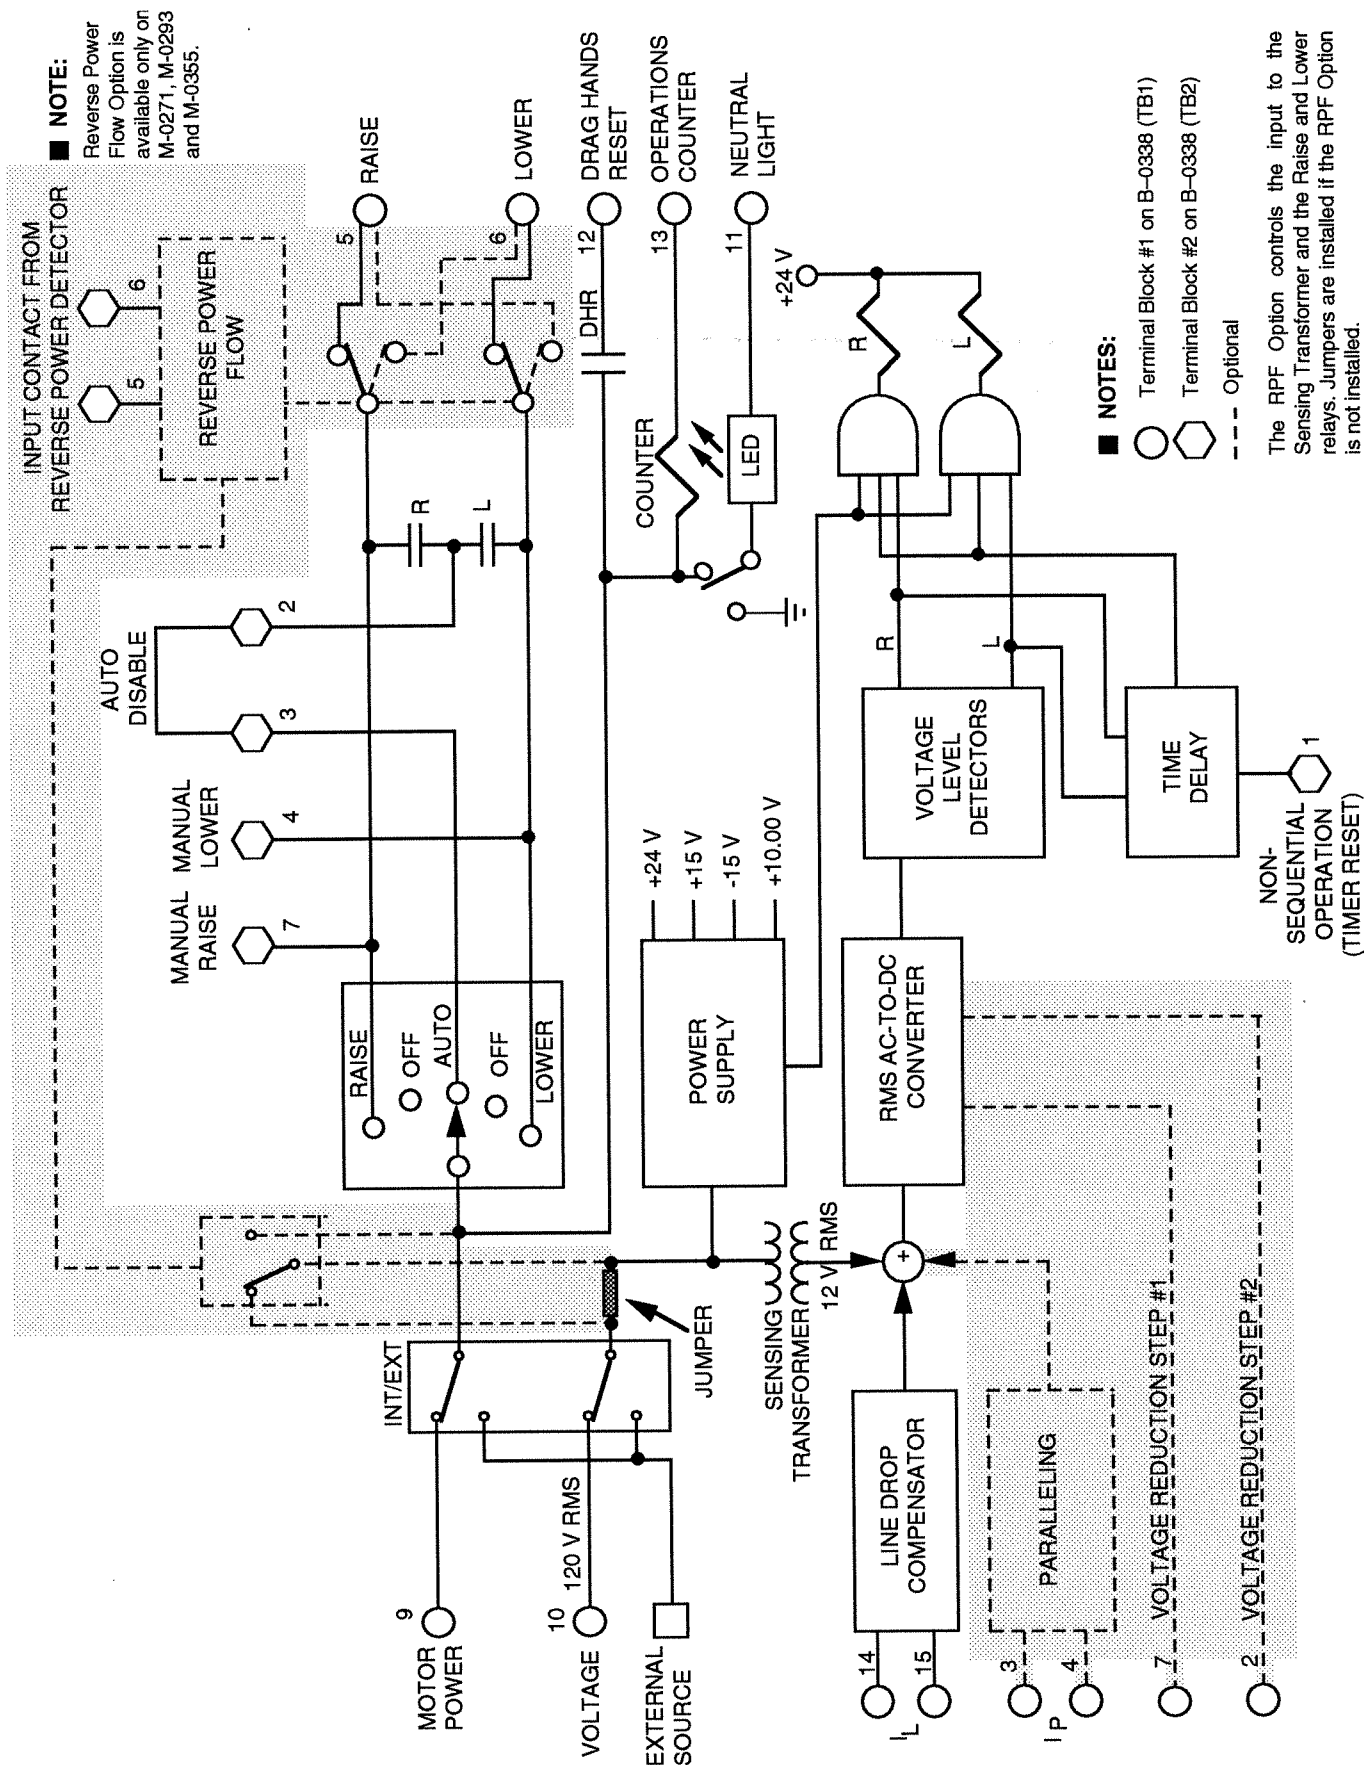 INPUT CONTACT FROM
REVERSE POWER DETECTOR
■ NOTE:
Reverse Power
Flow Option is
available only on
M-0271, M-0293
and M-0355.
5
6
REVERSE POWER
FLOW
AUTO
DISABLE
MANUAL
RAISE
7
MANUAL
LOWER
4
3
2
R
L
5
RAISE
6
LOWER
RAISE
OFF
AUTO
OFF
LOWER
DHR
12
DRAG HANDS
RESET
COUNTER
13
OPERATIONS
COUNTER
LED
11
NEUTRAL
LIGHT
INT/EXT
MOTOR
POWER
9
VOLTAGE
10
120 V RMS
EXTERNAL
SOURCE
JUMPER
SENSING
TRANSFORMER
12 V RMS
POWER
SUPPLY
+24 V
+15 V
-15 V
+10.00 V
+24 V
R
L
LINE DROP
COMPENSATOR
14
15
I L
+
RMS AC-TO-DC
CONVERTER
VOLTAGE
LEVEL
DETECTORS
R
L
TIME
DELAY
NON-
SEQUENTIAL
OPERATION
(TIMER RESET)
1
PARALLELING
3
4
I P
7
VOLTAGE REDUCTION STEP #1
2
VOLTAGE REDUCTION STEP #2
■ NOTES:
Terminal Block #1 on B–0338 (TB1)
Terminal Block #2 on B–0338 (TB2)
Optional
The RPF Option controls the input to the
Sensing Transformer and the Raise and Lower
relays. Jumpers are installed if the RPF Option
is not installed.